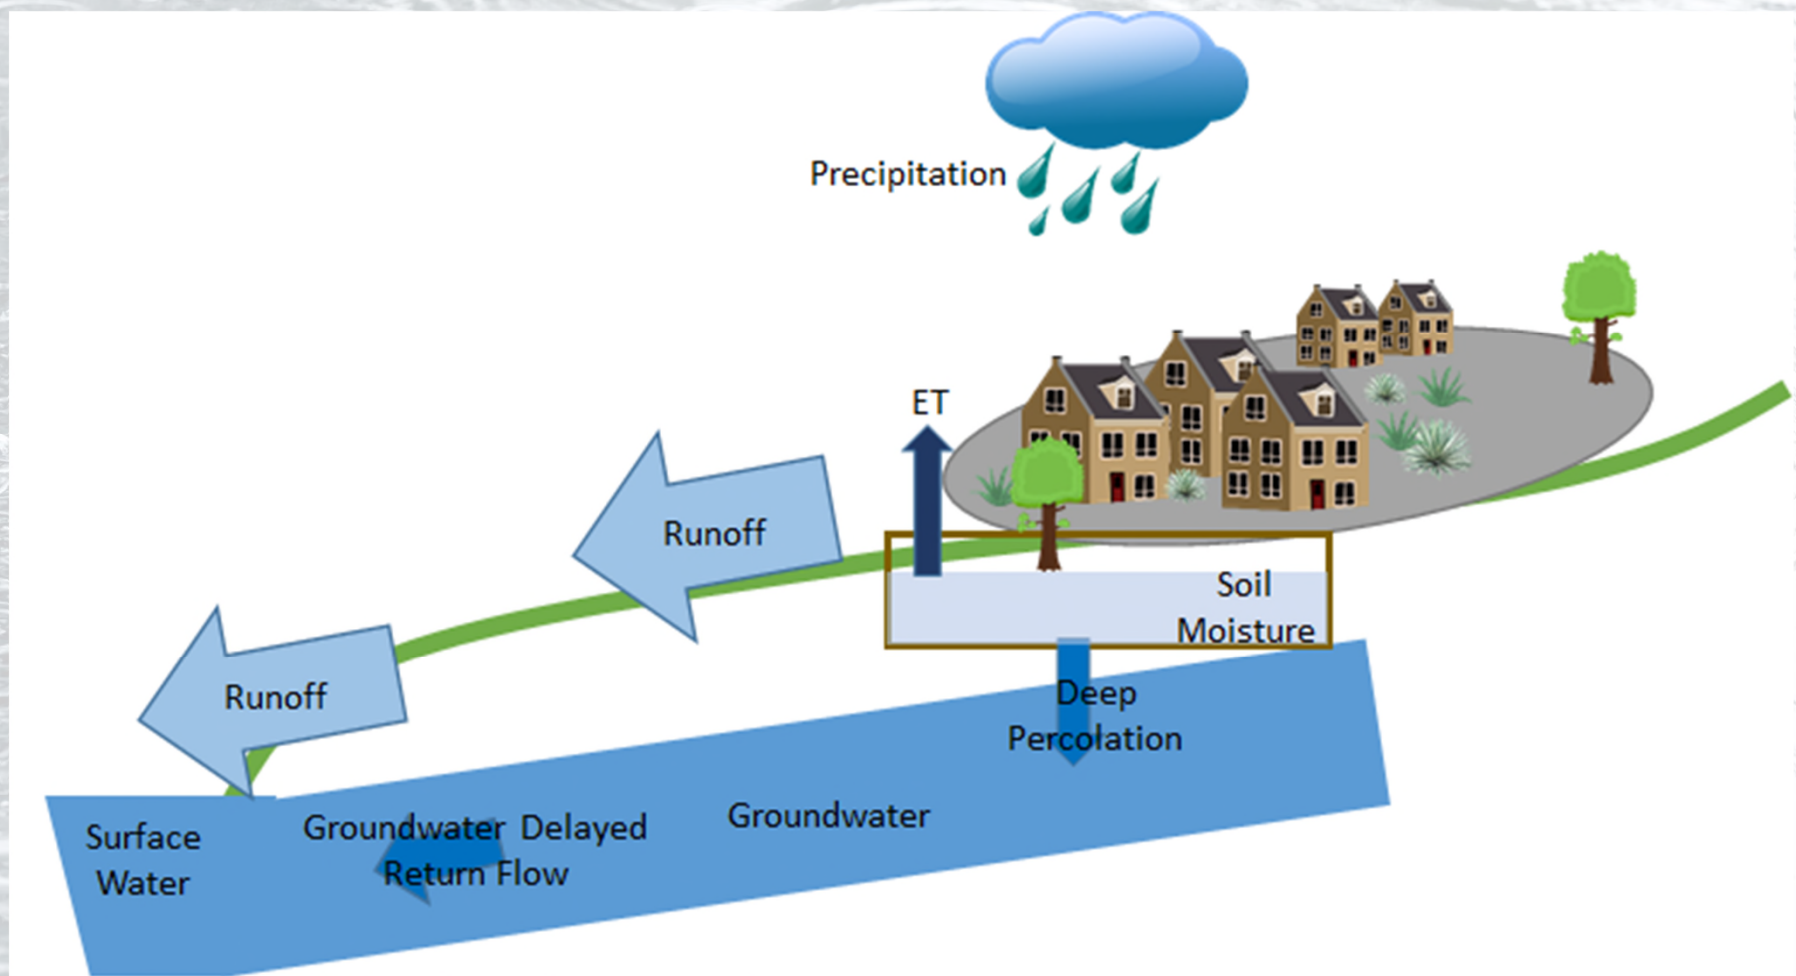 Precipitation
ET
Runoff
Soil
Moisture
Runoff
Deep
Percolation
Surface
Water
Groundwater Delayed
Return Flow
Groundwater